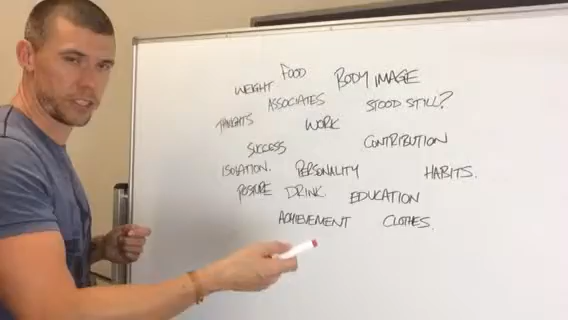 FOOD
WEIGHT BODY IMAGE
ASSOCIATES STOOD STILL?
THOUGHTS WORK
SUCCESS CONTRIBUTION
ISOLATION. PERSONALITY HABITS.
POSTURE DRINK EDUCATION
ACHIEVEMENT CLOTHES.